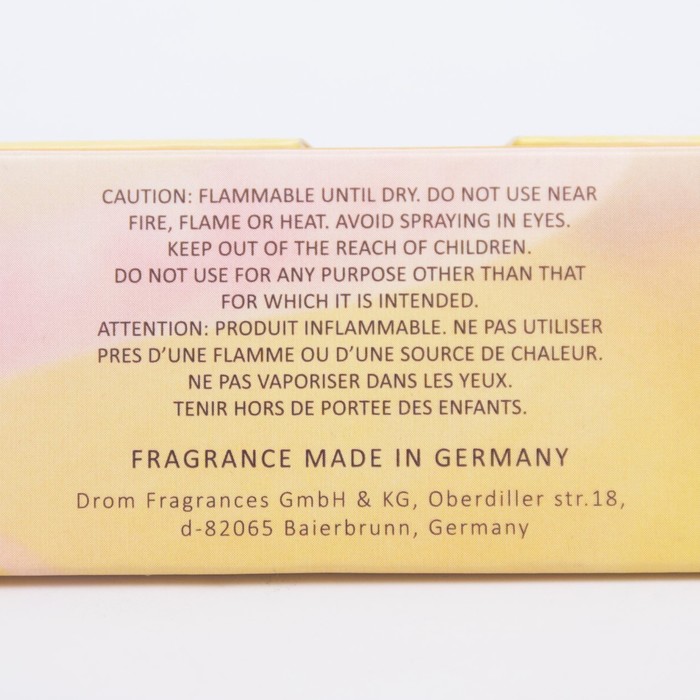 CAUTION: FLAMMABLE UNTIL DRY. DO NOT USE NEAR
FIRE, FLAME OR HEAT. AVOID SPRAYING IN EYES.
KEEP OUT OF THE REACH OF CHILDREN.
DO NOT USE FOR ANY PURPOSE OTHER THAN THAT
FOR WHICH IT IS INTENDED.
ATTENTION: PRODUIT INFLAMMABLE. NE PAS UTILISER
PRES D’UNE FLAMME OU D’UNE SOURCE DE CHALEUR.
NE PAS VAPORISER DANS LES YEUX.
TENIR HORS DE PORTEE DES ENFANTS.
FRAGRANCE MADE IN GERMANY
Drom Fragrances GmbH & KG, Oberdiller str.18,
d-82065 Baierbrunn, Germany